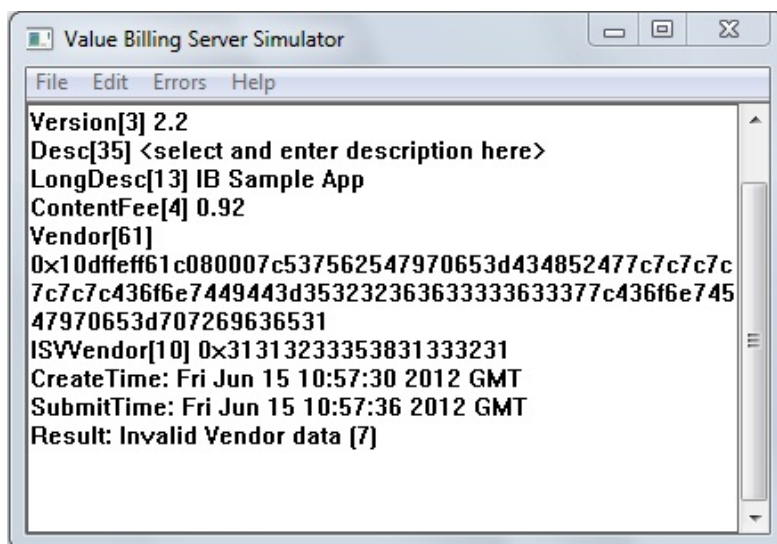 Value Billing Server Simulator
File Edit Errors Help
Version[3] 2.2
Desc[35] <select and enter description here>
LongDesc[13] IB Sample App
ContentFee[4] 0.92
Vendor[61]
0x10dffeff61c080007c537562547970653d434852477c7c7c7c
7c7c7c436f6e7449443d353232363633333633377c436f6e745
47970653d707269636531
ISVVendor[10] 0x31313233353831333231
CreateTime: Fri Jun 15 10:57:30 2012 GMT
SubmitTime: Fri Jun 15 10:57:36 2012 GMT
Result: Invalid Vendor data (7)